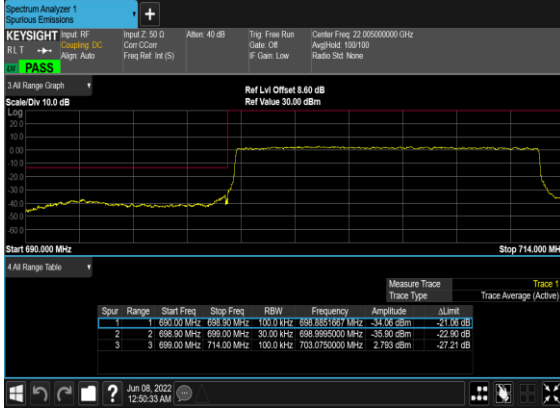 Spectrum Analyzer 1
Spurious Emissions
+
KEYSIGHT Input: RF Input Z: 50 Ω Atten: 40 dB Trig: Free Run Center Freq: 22.005000000 GHz
RLT Coupling: DC Corr CCorr Gate: Off Avg|Hold: 100/100
Align: Auto Freq Ref: Int (S) IF Gain: Low Radio Std: None
LXI PASS
3 All Range Graph
Ref Lvl Offset 8.60 dB
Scale/Div 10.0 dB Ref Value 30.00 dBm
Log
20.0
10.0
0.00
-10.0
-20.0
-30.0
-40.0
-50.0
-60.0
Start 690.000 MHz Stop 714.000 MH
4 All Range Table
Measure Trace Trace 1
Trace Type Trace Average (Active)
Spur Range Start Freq Stop Freq RBW Frequency Amplitude ΔLimit
1 1 690.00 MHz 698.90 MHz 100.0 kHz 698.8851667 MHz -34.06 dBm -21.06 dB
2 2 698.90 MHz 699.00 MHz 30.00 kHz 698.9995000 MHz -35.90 dBm -22.90 dB
3 3 699.00 MHz 714.00 MHz 100.0 kHz 703.0750000 MHz 2.793 dBm -27.21 dB
? Jun 08, 2022
12:50:33 AM